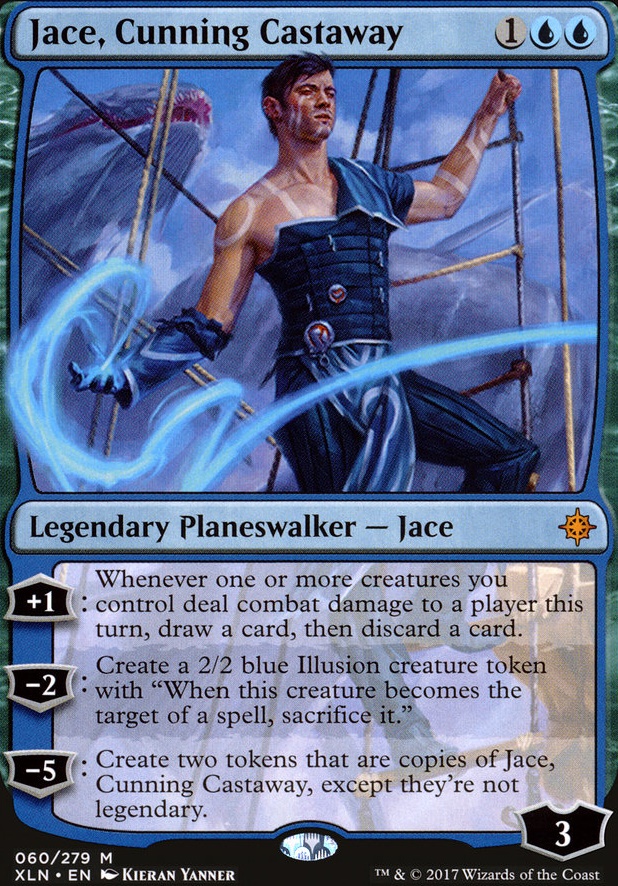 Jace, Cunning Castaway 1
Legendary Planeswalker — Jace
+1 : Whenever one or more creatures you
control deal combat damage to a player this
turn, draw a card, then discard a card.
−2 : Create a 2/2 blue Illusion creature token
with “When this creature becomes the
target of a spell, sacrifice it.”
−5 : Create two tokens that are copies of Jace,
Cunning Castaway, except they’re not
legendary.
3
060/279 M
XLN • EN Kieran Yanner
™ & © 2017 Wizards of the Coast